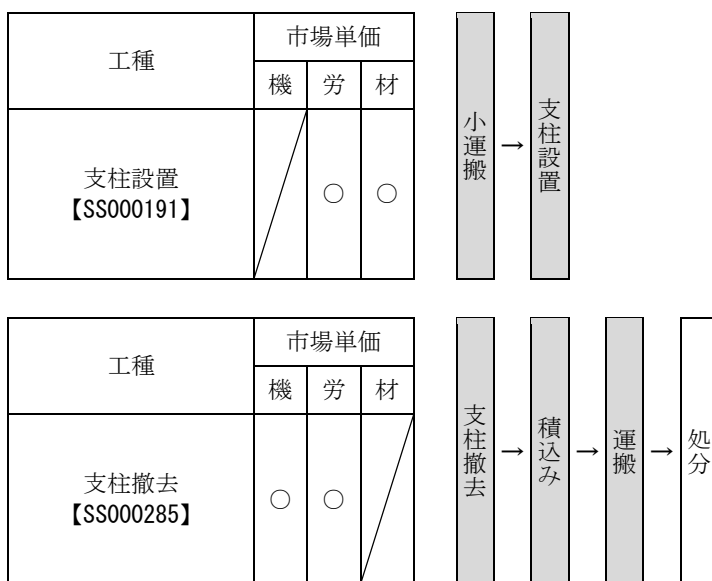 工種
市場単価
機 労 材
支柱設置
【SS000191】
○ ○
小運搬 → 支柱設置
工種
市場単価
機 労 材
支柱撤去
【SS000285】
○ ○
支柱撤去 → 積込み → 運搬 → 処分